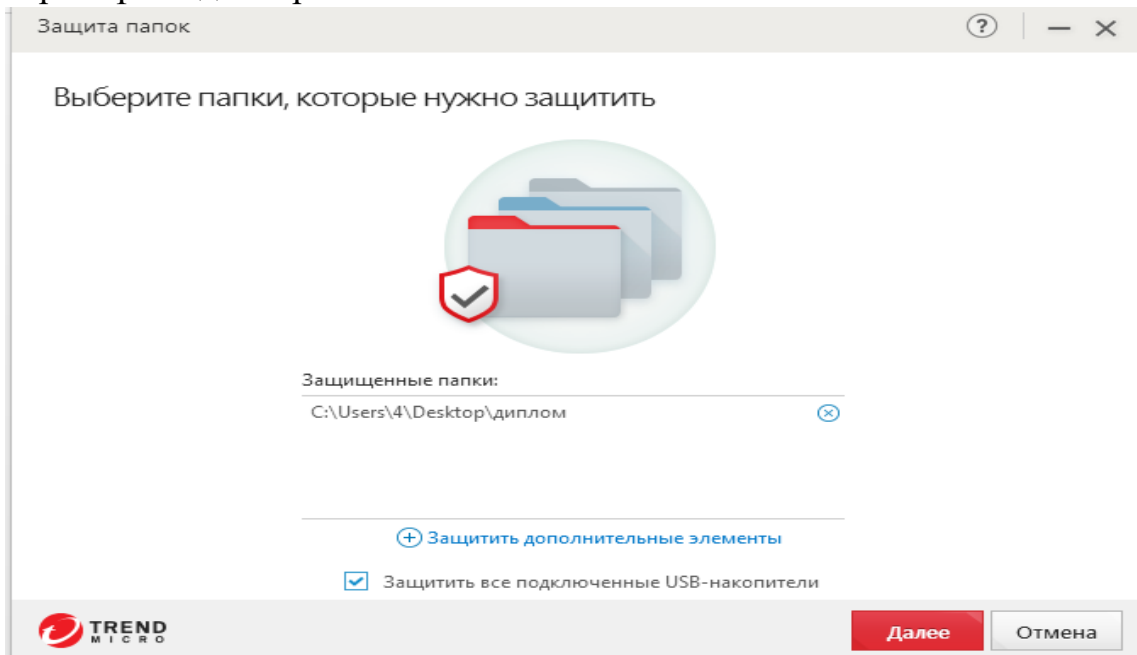 Защита папок
?
Выберите папки, которые нужно защитить
Защищенные папки:
C:\Users\4\Desktop\диплом
Защитить дополнительные элементы
Защитить все подключенные USB-накопители
TREND
MICRO
Далее
Отмена